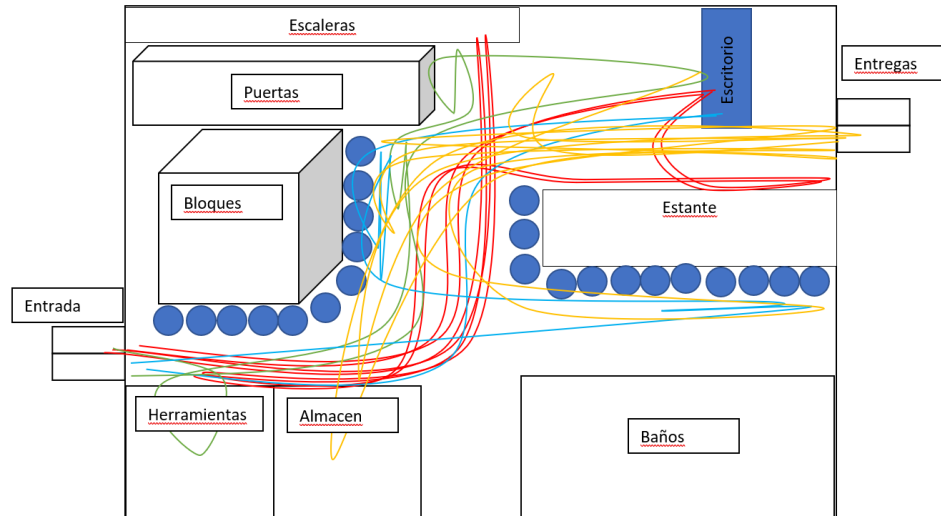 Escaleras
Escritorio
Entregas
Puertas
Bloques
Estante
Entrada
Herramientas
Almacen
Baños